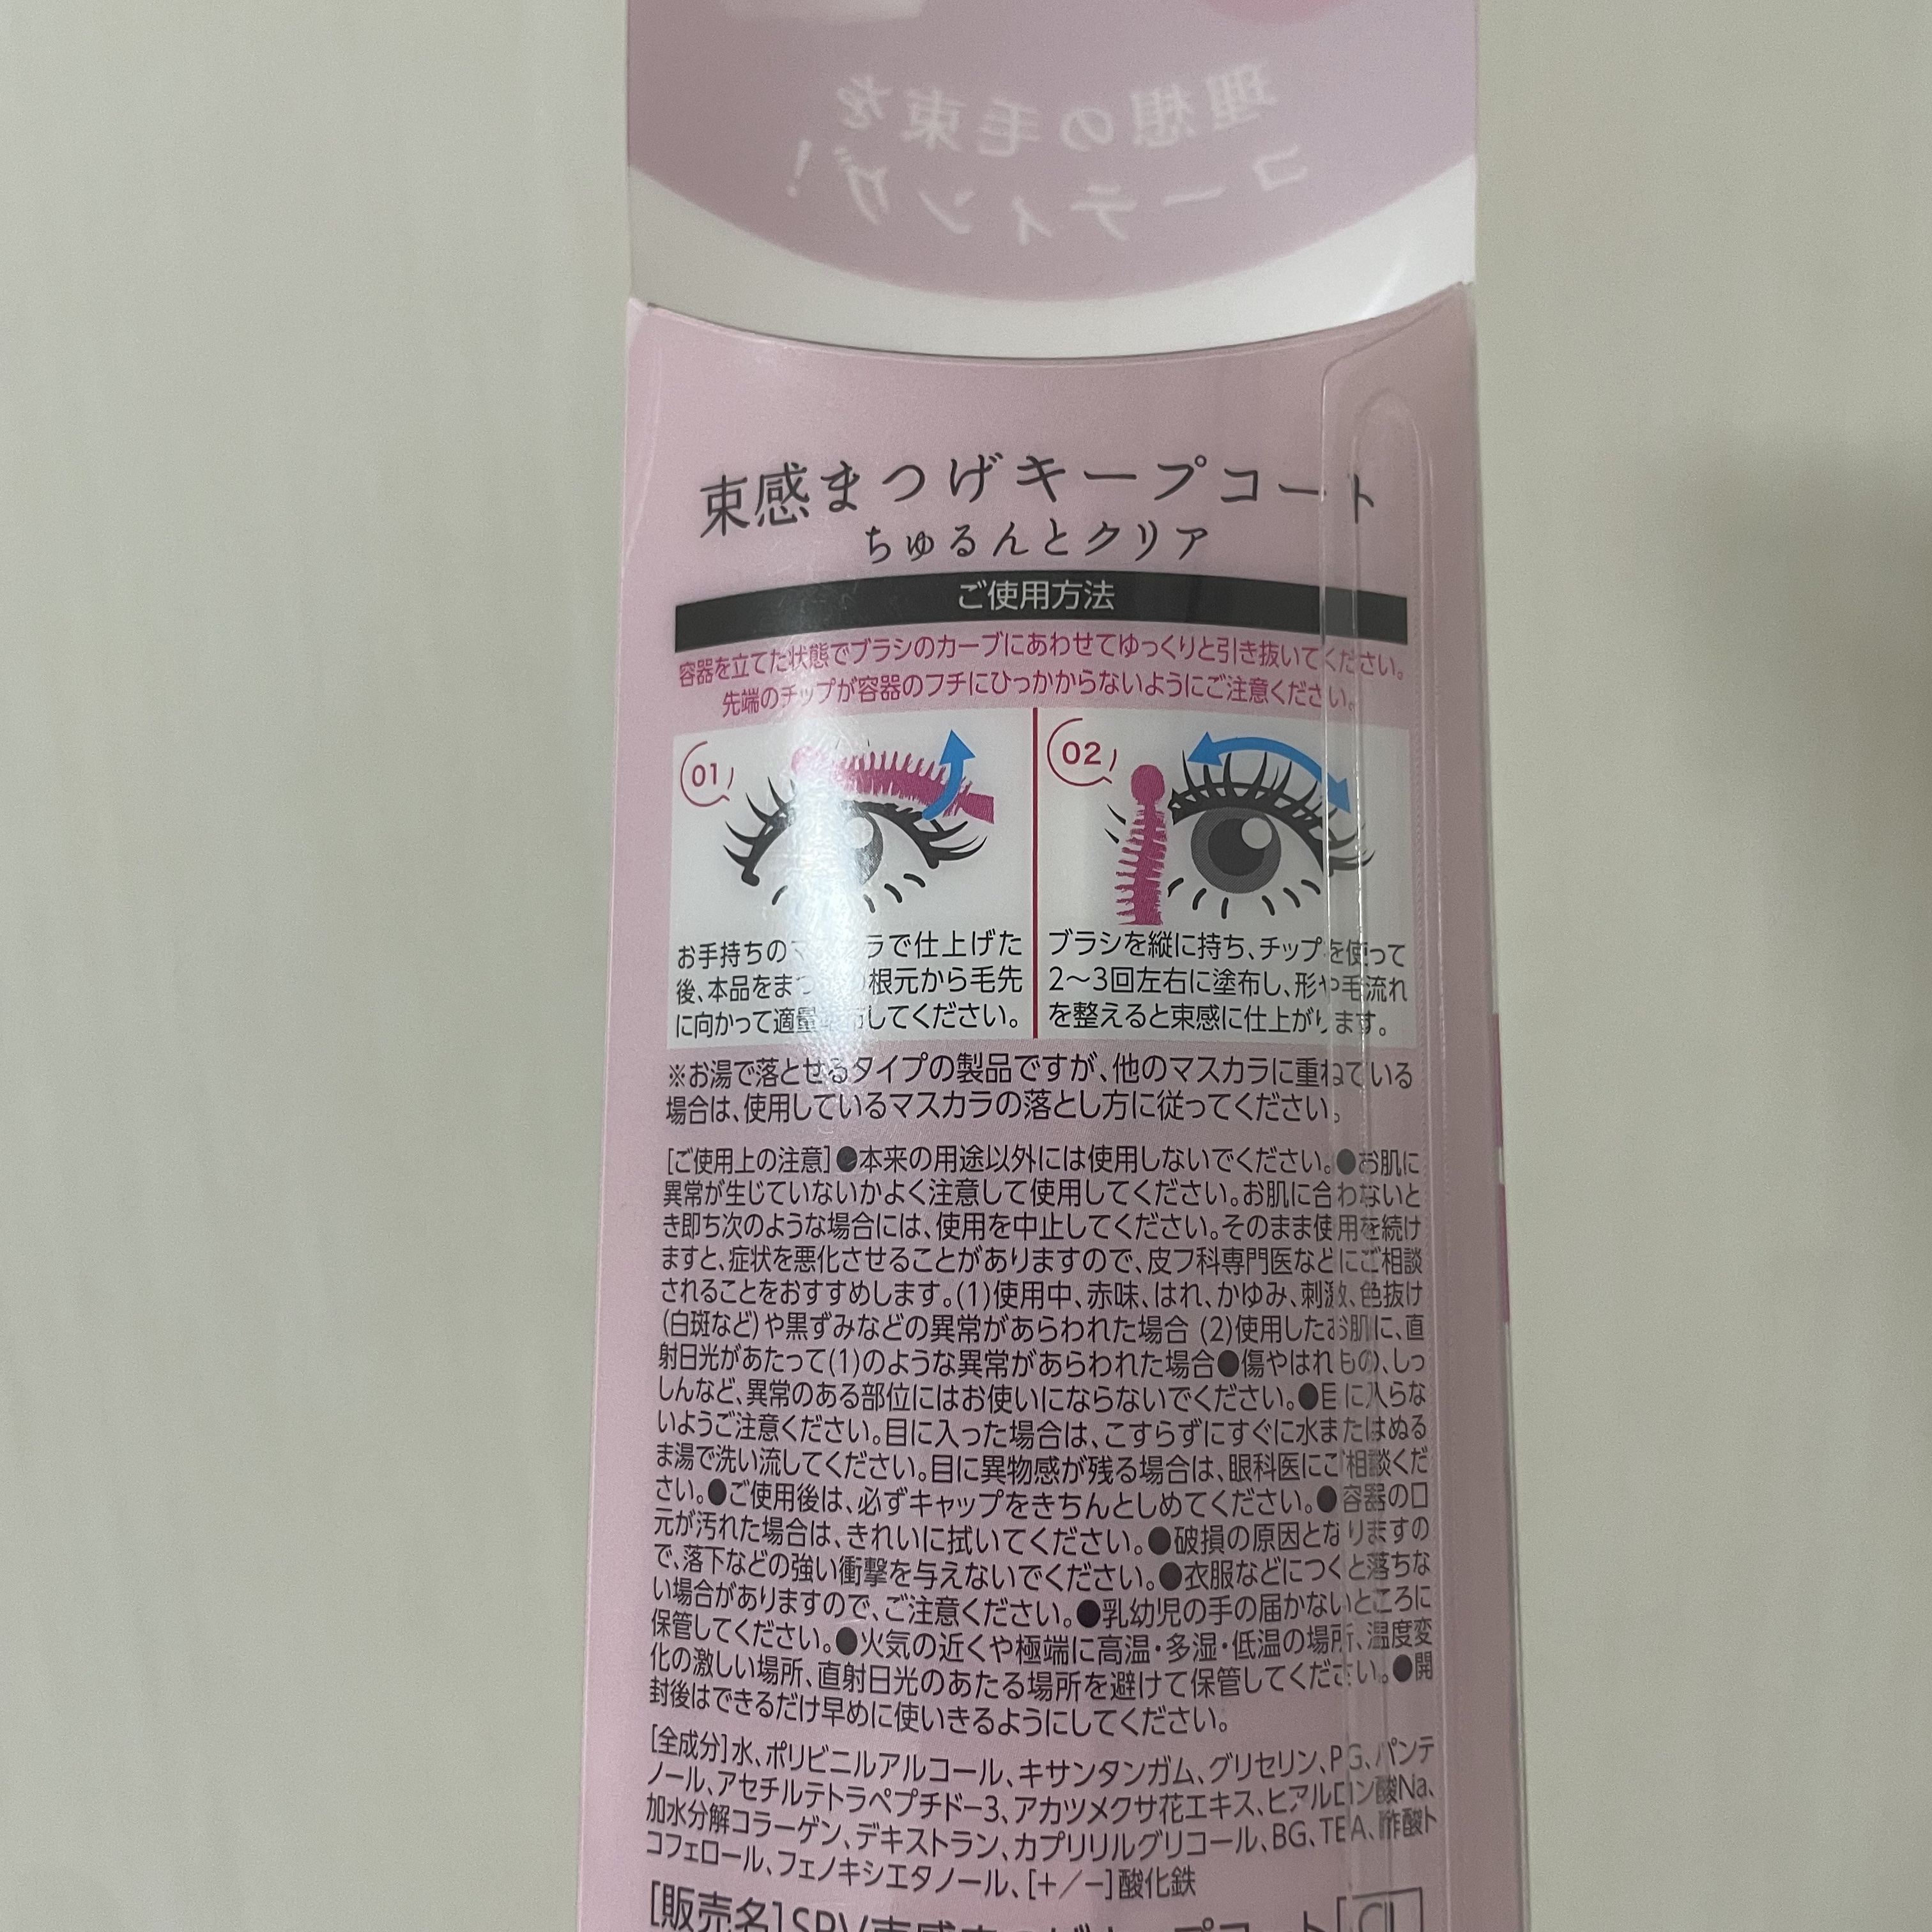 理想の毛束を
コーティング!
束感まつげキープコート
ちゅるんとクリア
ご使用方法
容器を立てた状態でブラシのカーブにあわせてゆっくりと引き抜いてください。
先端のチップが容器のフチにひっかからないようにご注意ください。
01
お手持ちのマスカラで仕上げた
後、本品をまつげの根元から毛先
に向かって適量塗布してください。
02
ブラシを縦に持ち、チップを使って
2〜3回左右に塗布し、形や毛流れ
を整えると束感に仕上がります。
※お湯で落とせるタイプの製品ですが、他のマスカラに重ねている
場合は、使用しているマスカラの落とし方に従ってください。
[ご使用上の注意]●本来の用途以外には使用しないでください。●お肌に
異常が生じていないかよく注意して使用してください。お肌に合わないと
き即ち次のような場合には、使用を中止してください。そのまま使用を続け
ますと、症状を悪化させることがありますので、皮フ科専門医などにご相談
されることをおすすめします。(1)使用中、赤味、はれ、かゆみ、刺激、色抜け
(白斑など)や黒ずみなどの異常があらわれた場合 (2)使用したお肌に、直
射日光があたって(1)のような異常があらわれた場合●傷やはれもの、しっ
しんなど、異常のある部位にはお使いにならないでください。●目に入らな
いようご注意ください。目に入った場合は、こすらずにすぐに水またはぬる
ま湯で洗い流してください。目に異物感が残る場合は、眼科医にご相談くだ
さい。●ご使用後は、必ずキャップをきちんとしめてください。●容器の口
元が汚れた場合は、きれいに拭いてください。●破損の原因となりますの
で、落下などの強い衝撃を与えないでください。●衣服などにつくと落ちな
い場合がありますので、ご注意ください。●乳幼児の手の届かないところに
保管してください。●火気の近くや極端に高温・多湿・低温の場所、温度変
化の激しい場所、直射日光のあたる場所を避けて保管してください。●開
封後はできるだけ早めに使いきるようにしてください。
[全成分]水、ポリビニルアルコール、キサンタンガム、グリセリン、PG、パンテ
ノール、アセチルテトラペプチド-3、アカツメクサ花エキス、ヒアルロン酸Na、
加水分解コラーゲン、デキストラン、カプリリルグリコール、BG、TEA、酢酸ト
コフェロール、フェノキシエタノール、[+/-]酸化鉄
[販売名]SPV束感まつげキープコート[CL]